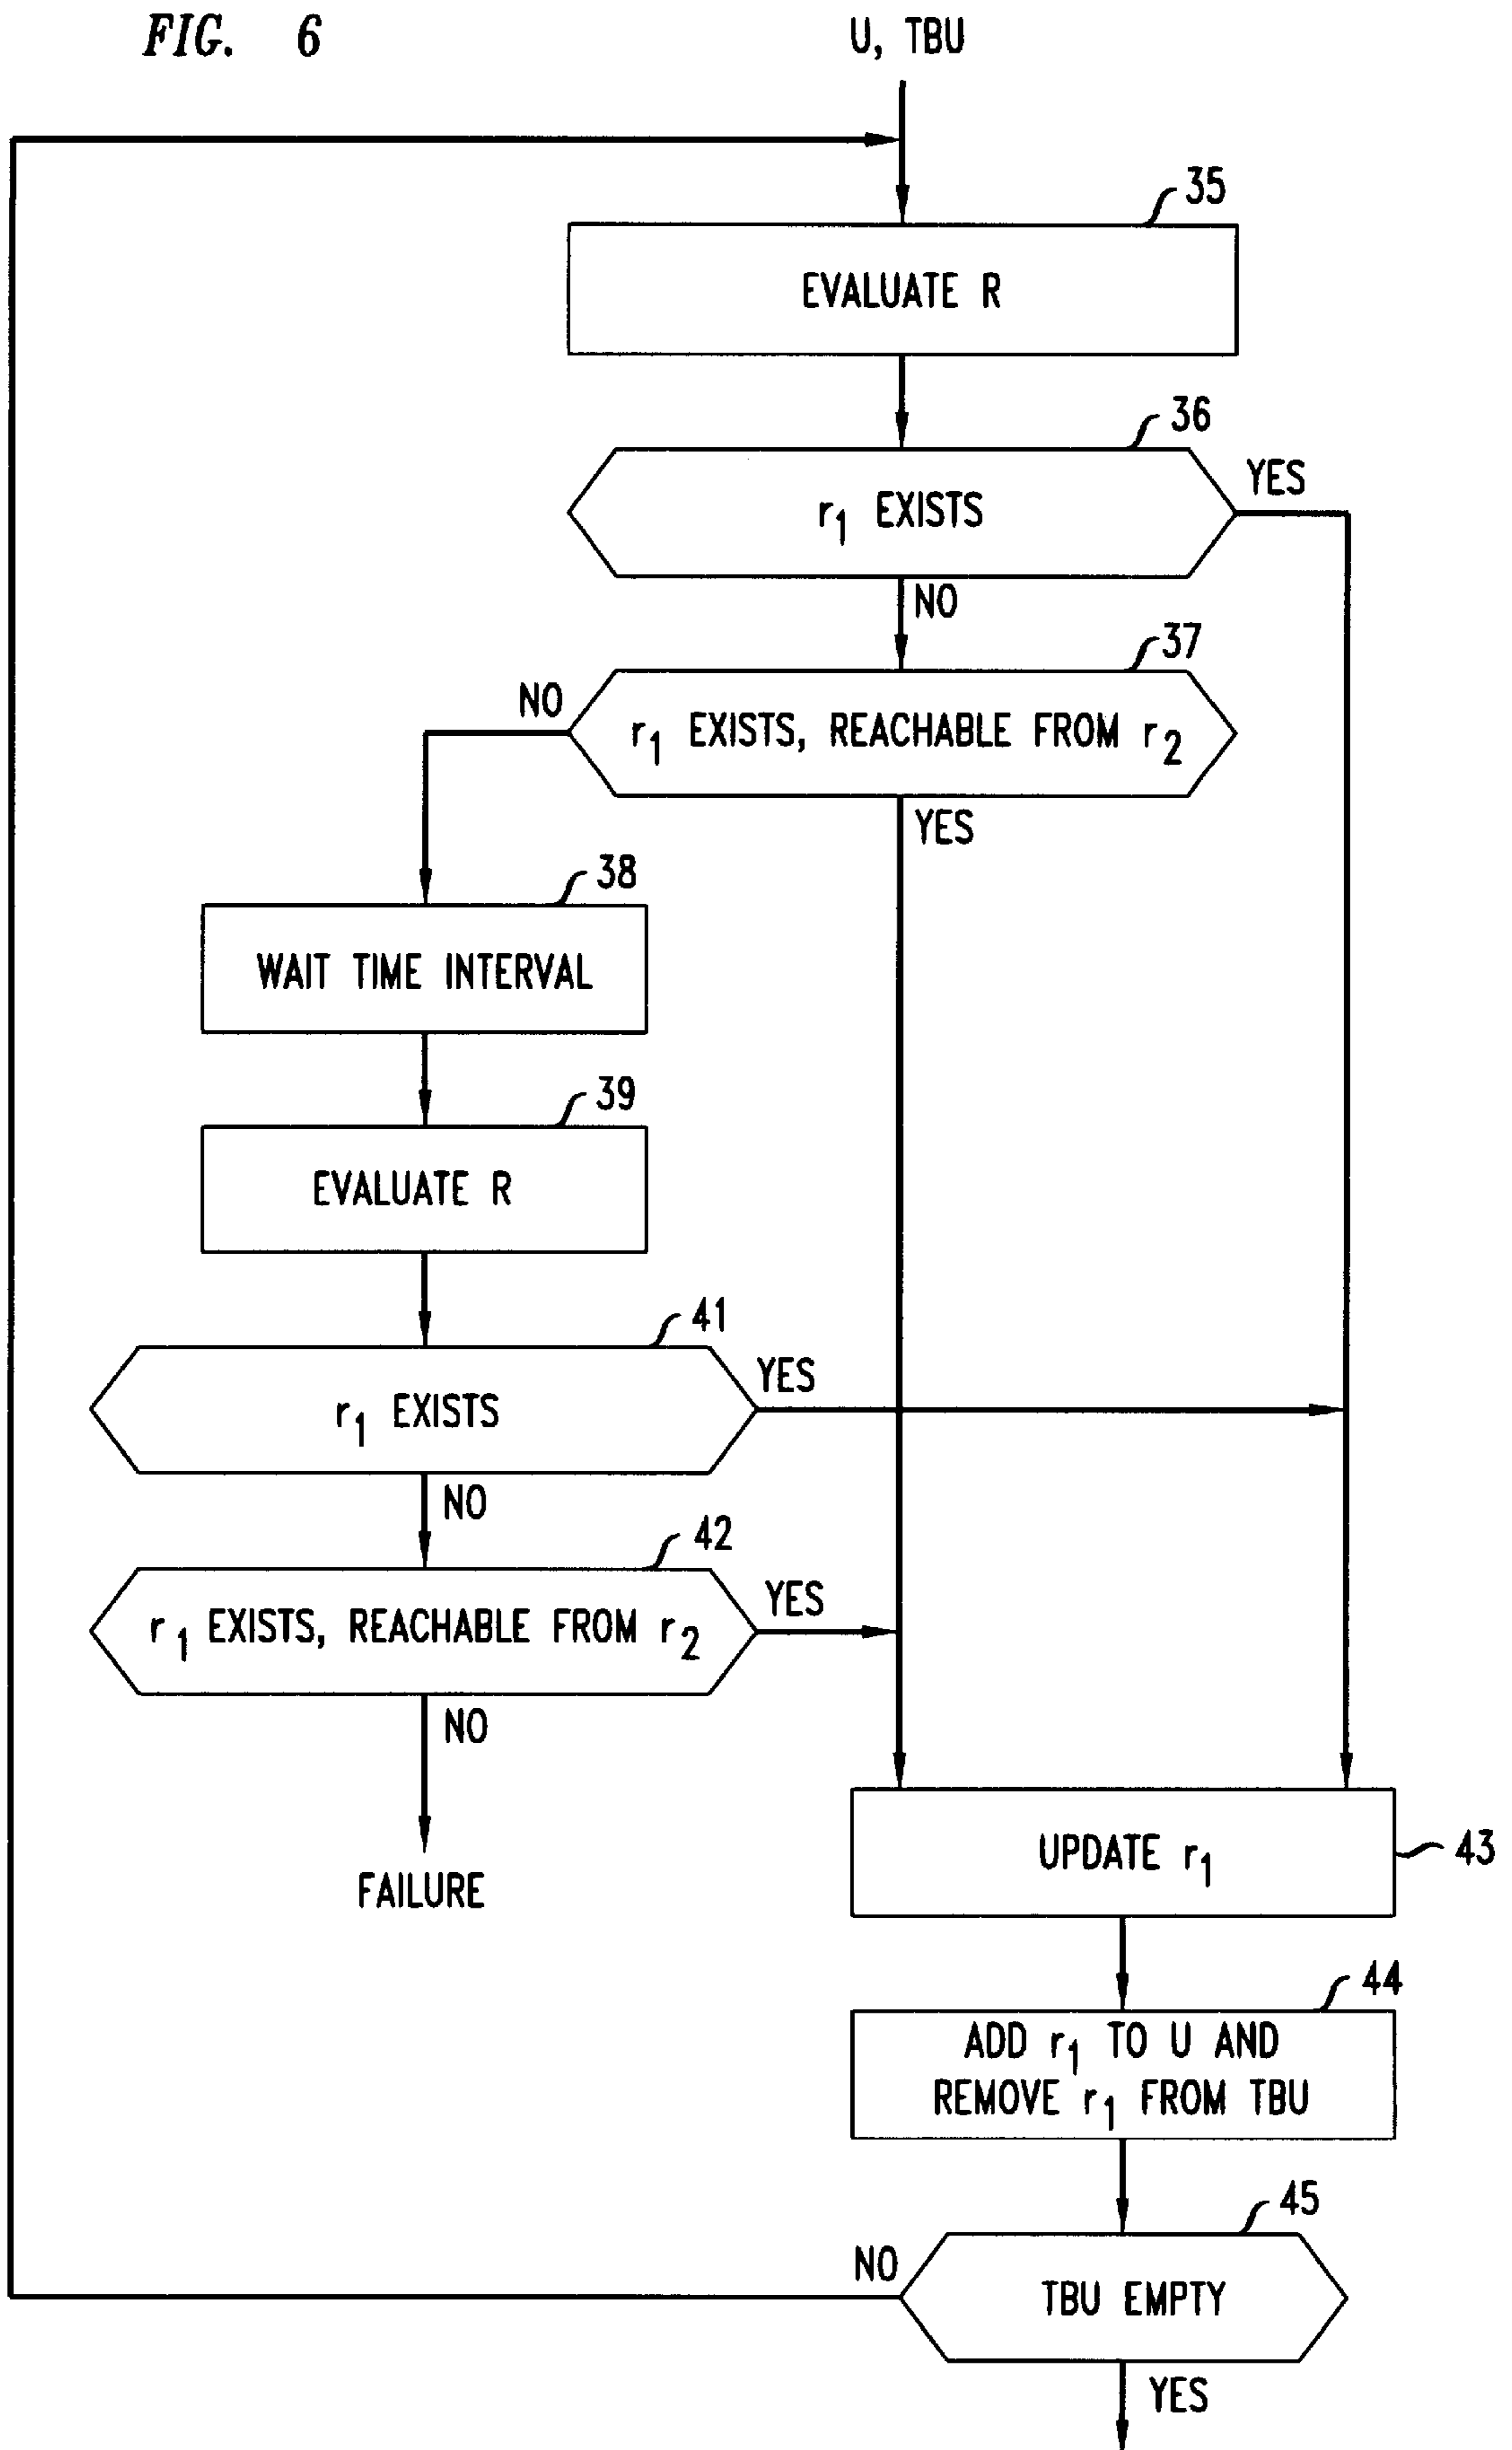 FIG. 6
U, TBU
35
EVALUATE R
36
r1 EXISTS
YES
NO
37
r1 EXISTS, REACHABLE FROM r2
NO
YES
38
WAIT TIME INTERVAL
39
EVALUATE R
41
r1 EXISTS
YES
NO
42
r1 EXISTS, REACHABLE FROM r2
YES
NO
FAILURE
UPDATE r1
43
44
ADD r1 TO U AND
REMOVE r1 FROM TBU
45
NO
TBU EMPTY
YES